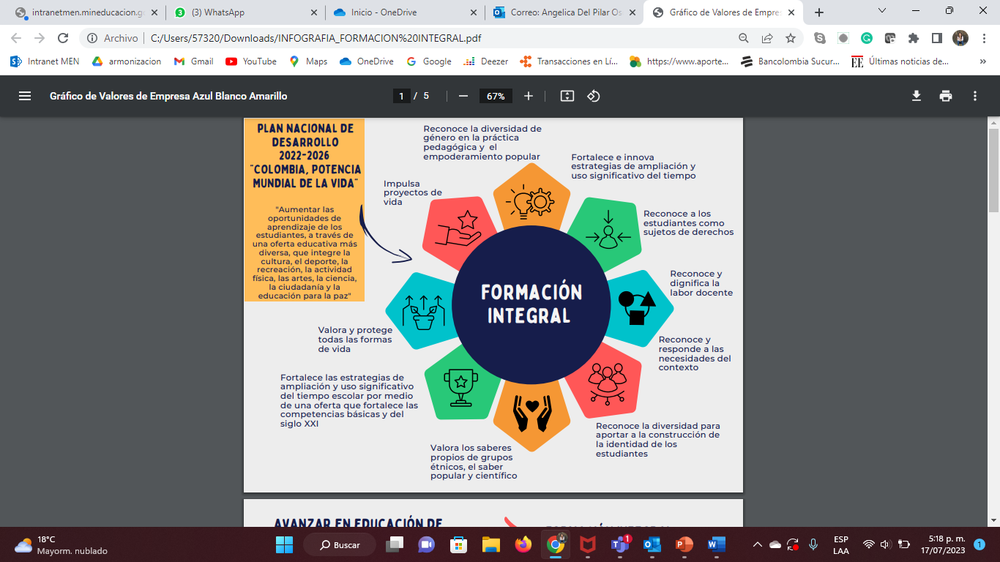 intranetmen.mineducacion.g
(3) WhatsApp
Inicio - OneDrive
Correo: Angelica Del Pilar Os
Gráfico de Valores de Empres
Archivo
C:/Users/57320/Downloads/INFOGRAFIA_FORMACION%20INTEGRAL.pdf
Intranet MEN
armonizacion
Gmail
YouTube
Maps
OneDrive
Google
Deezer
Transacciones en Lí...
https://www.aporte...
Bancolombia Sucur...
Últimas noticias de...
Gráfico de Valores de Empresa Azul Blanco Amarillo
1 / 5
67%
PLAN NACIONAL DE
DESARROLLO
2022-2026
"COLOMBIA, POTENCIA
MUNDIAL DE LA VIDA"
"Aumentar las
oportunidades de
aprendizaje de los
estudiantes, a través de
una oferta educativa más
diversa, que integre la
cultura, el deporte, la
recreación, la actividad
física, las artes, la ciencia,
la ciudadanía y la
educación para la paz"
Reconoce la diversidad de
género en la práctica
pedagógica y el
empoderamiento popular
Fortalece e innova
estrategias de ampliación y
uso significativo del tiempo
Impulsa
proyectos de
vida
Reconoce a los
estudiantes como
sujetos de derechos
Reconoce y
dignifica la
labor docente
FORMACIÓN
INTEGRAL
Valora y protege
todas las formas
de vida
Reconoce y
responde a las
necesidades del
contexto
Fortalece las estrategias de
ampliación y uso significativo
del tiempo escolar por medio
de una oferta que fortalece las
competencias básicas y del
siglo XXI
Reconoce la diversidad para
aportar a la construcción de
la identidad de los
estudiantes
Valora los saberes
propios de grupos
étnicos, el saber
popular y científico
AVANZAR EN EDUCACIÓN DE
18°C
Mayorm. nublado
Buscar
1
ESP
LAA
5:18 p. m.
17/07/2023
1